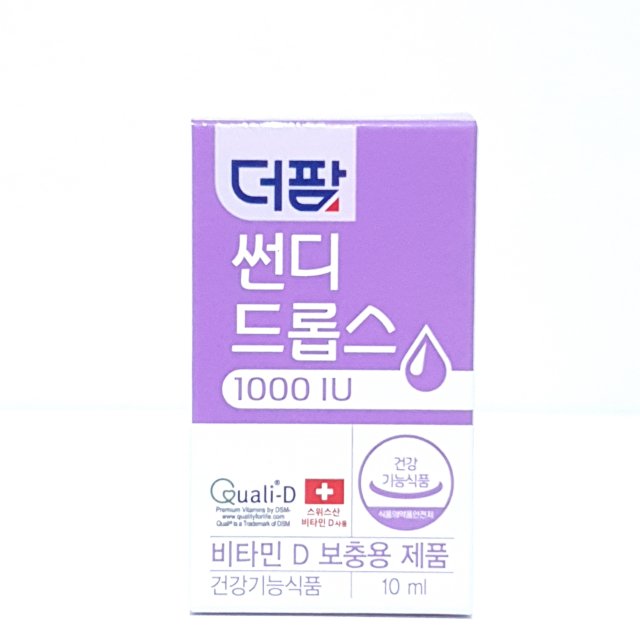 더팜
썬디
드롭스
1000 IU
Quali®-D
Premium Vitamins by DSM-
www.qualityforlife.com
Quali® is a Trademark of DSM
스위스산
비타민 D 사용
건강
기능식품
식품의약품안전처
비타민 D 보충용 제품
건강기능식품
10 ml